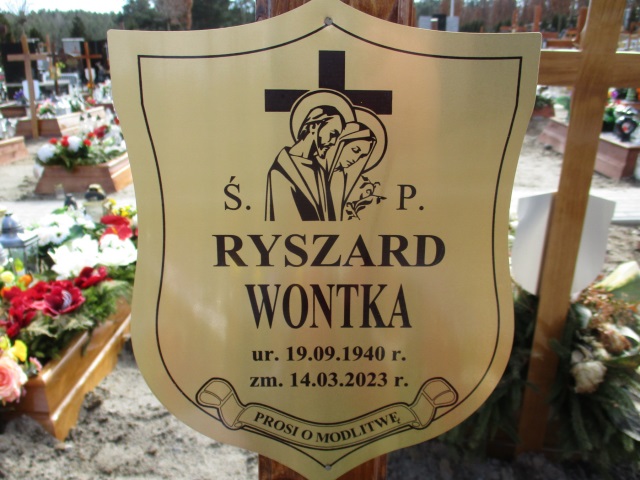 Ś. P.
RYSZARD
WONTKA
ur. 19.09.1940 r.
zm. 14.03.2023 r.
PROSI O MODLITWĘ